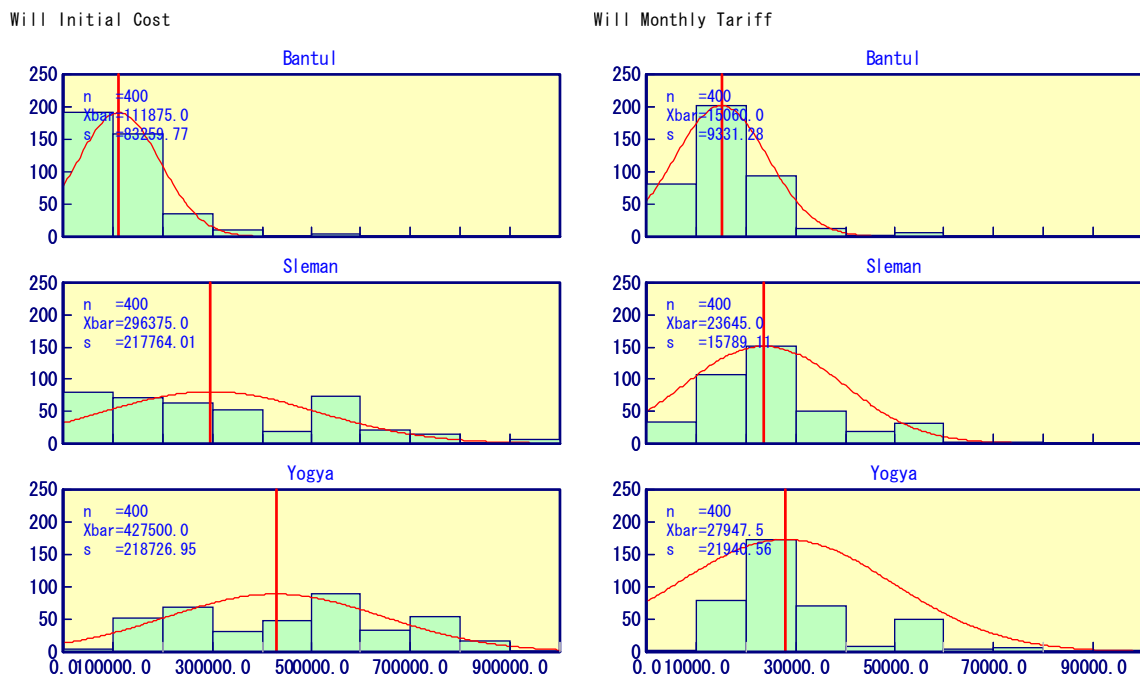 Will Initial Cost
Will Monthly Tariff
Bantul
250
200
150
100
50
0
n =400
Xbar=111875.0
s =83259.77
Sleman
250
200
150
100
50
0
n =400
Xbar=296375.0
s =217764.01
Yogya
250
200
150
100
50
0
n =400
Xbar=427500.0
s =218726.95
0.0100000.0 300000.0 500000.0 700000.0 900000.0
Bantul
250
200
150
100
50
0
n =400
Xbar=15060.0
s =9331.28
Sleman
250
200
150
100
50
0
n =400
Xbar=23645.0
s =15789.11
Yogya
250
200
150
100
50
0
n =400
Xbar=27947.5
s =21940.56
0.0110000.0 30000.0 50000.0 70000.0 90000.0